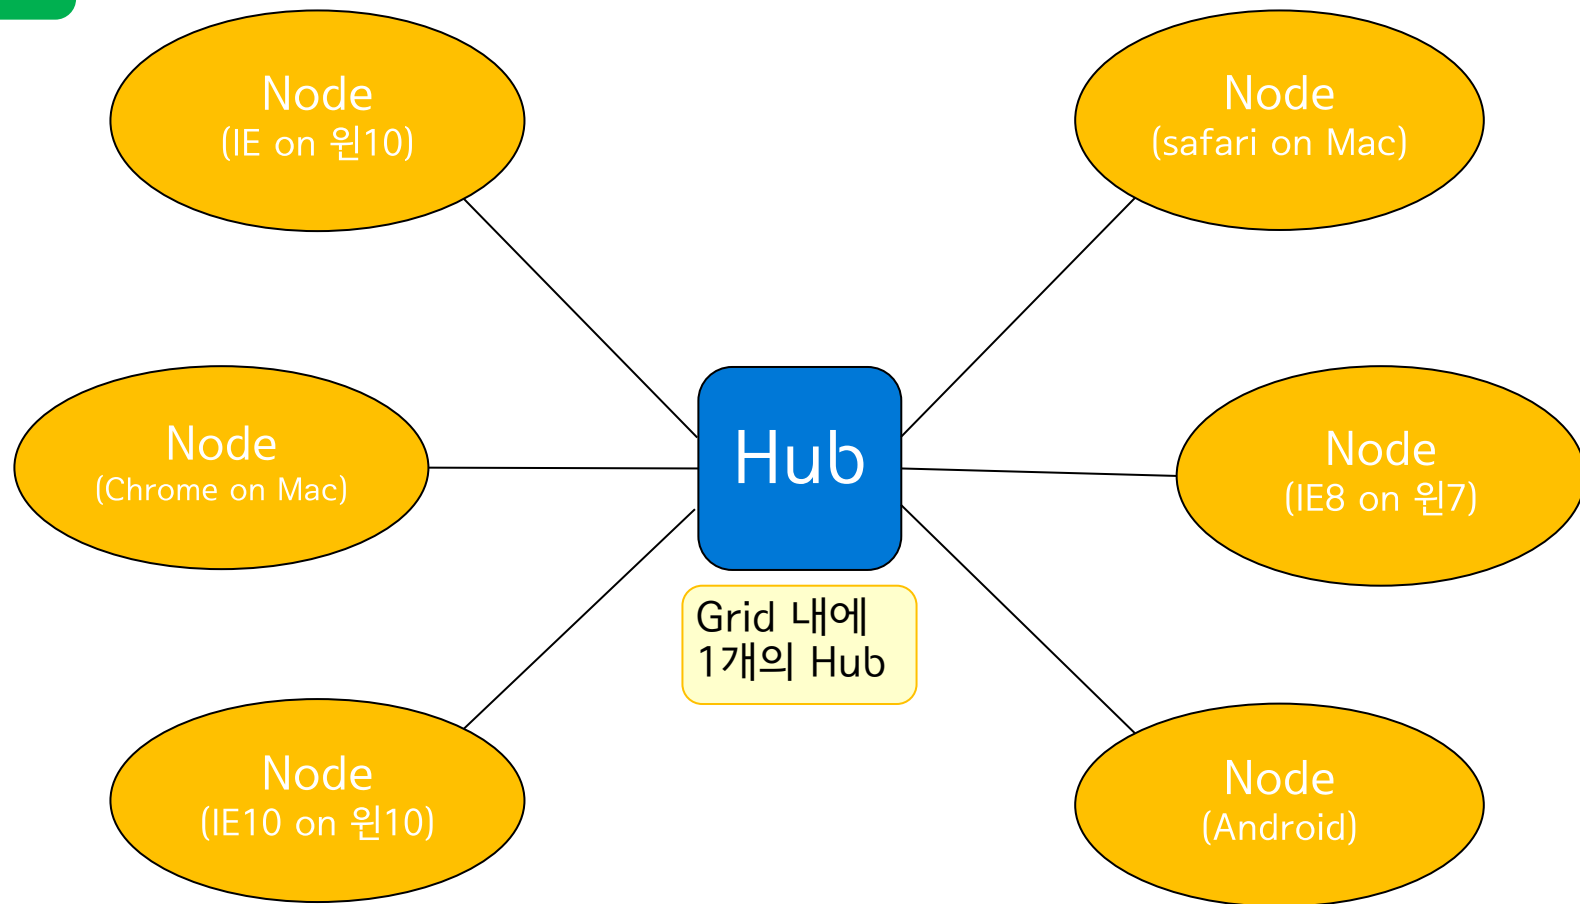 Node
(IE on 윈10)
Node
(safari on Mac)
Node
(Chrome on Mac)
Hub
Node
(IE8 on 윈7)
Grid 내에
1개의 Hub
Node
(IE10 on 윈10)
Node
(Android)